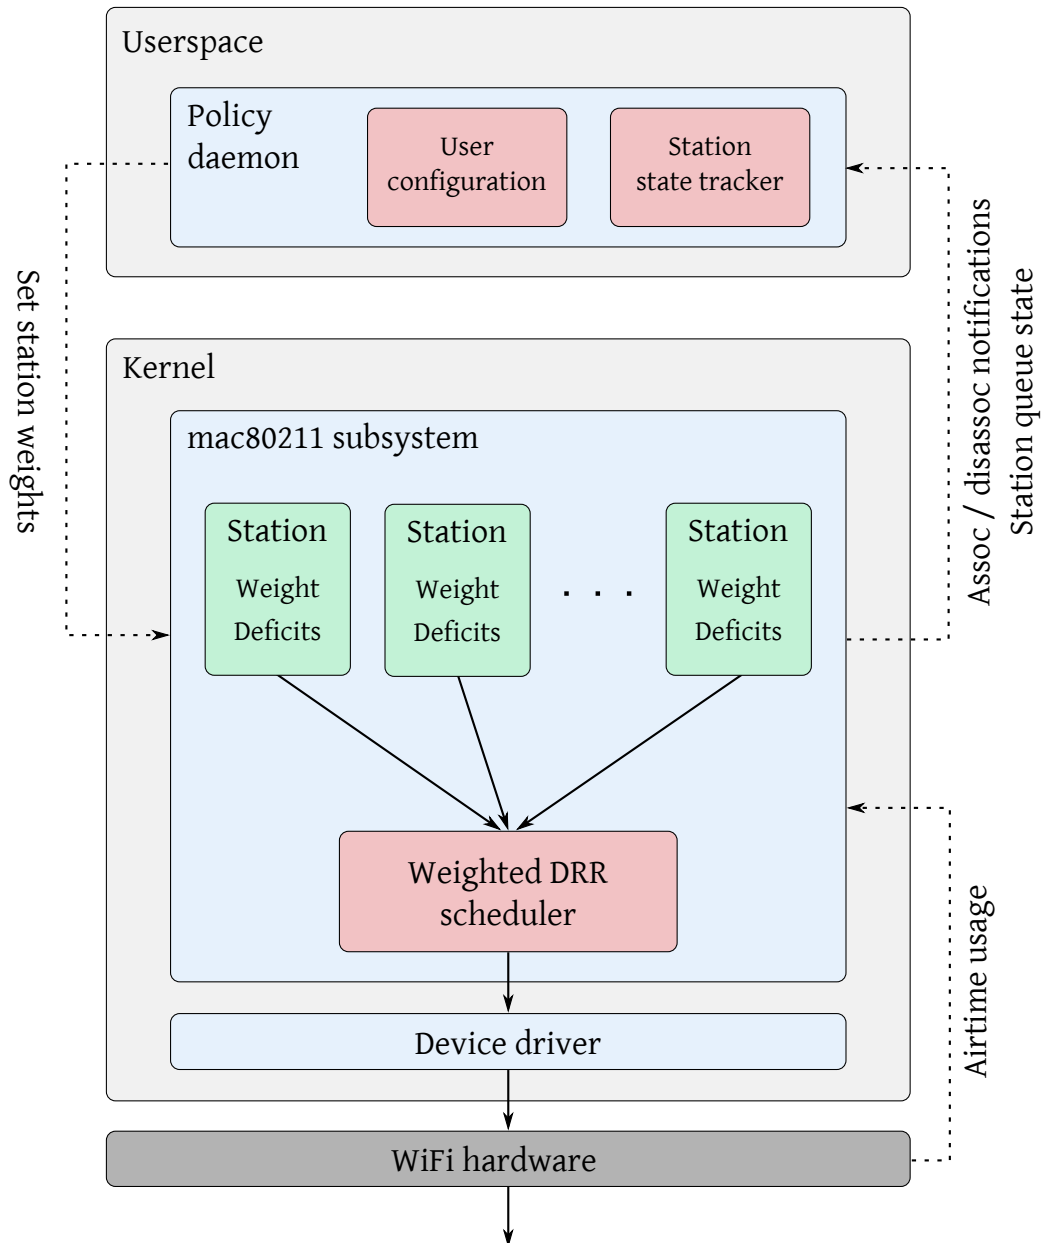 Userspace
Policy
daemon
User
configuration
Station
state tracker
Set station weights
Assoc / disassoc notifications
Station queue state
Kernel
mac80211 subsystem
Station
Weight
Deficits
Station
Weight
Deficits
. . .
Station
Weight
Deficits
Weighted DRR
scheduler
Airtime usage
Device driver
WiFi hardware